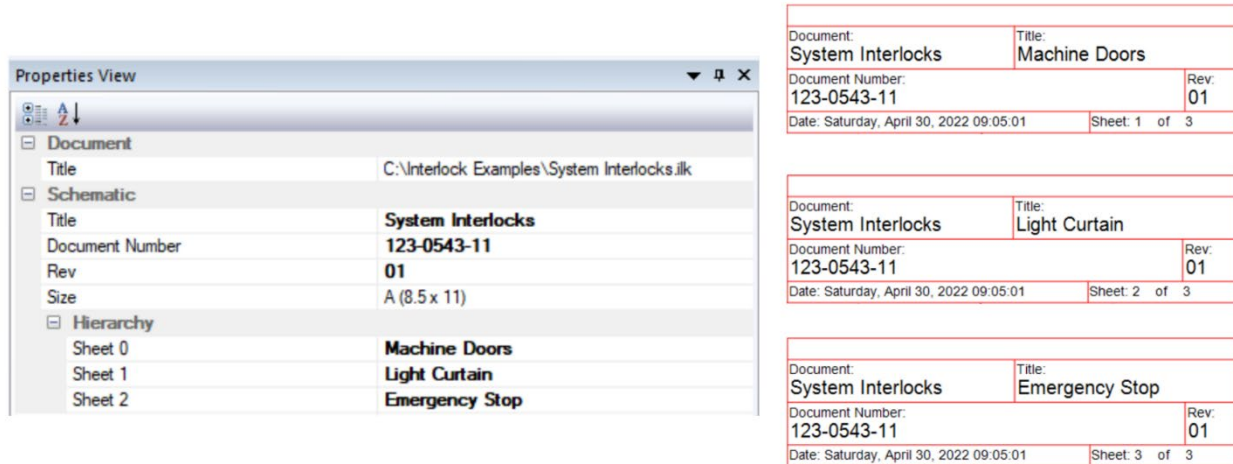 Properties View
Document
Title C:\Interlock Examples\System Interlocks.ilk
Schematic
Title System Interlocks
Document Number 123-0543-11
Rev 01
Size A (8.5 x 11)
Hierarchy
Sheet 0 Machine Doors
Sheet 1 Light Curtain
Sheet 2 Emergency Stop
Document: Title:
System Interlocks Machine Doors
Document Number: Rev:
123-0543-11 01
Date: Saturday, April 30, 2022 09:05:01 Sheet: 1 of 3
Document: Title:
System Interlocks Light Curtain
Document Number: Rev:
123-0543-11 01
Date: Saturday, April 30, 2022 09:05:01 Sheet: 2 of 3
Document: Title:
System Interlocks Emergency Stop
Document Number: Rev:
123-0543-11 01
Date: Saturday, April 30, 2022 09:05:01 Sheet: 3 of 3